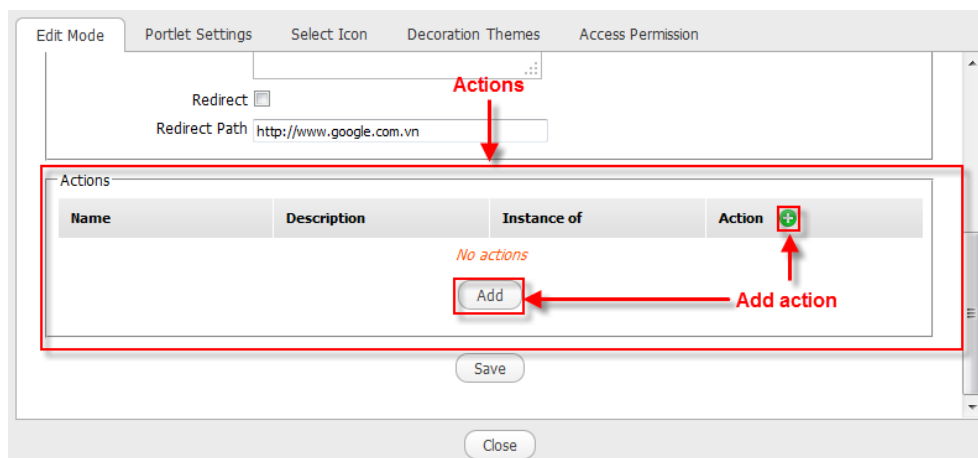 Edit Mode Portlet Settings Select Icon Decoration Themes Access Permission
Actions
Redirect
Redirect Path http://www.google.com.vn
Actions
Name Description Instance of Action
No actions
Add
Add action
Save
Close